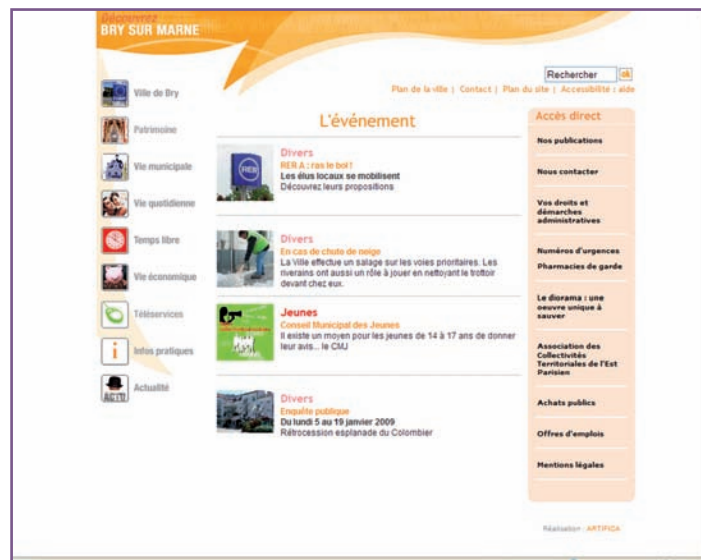 Découvrez
BRY SUR MARNE
Rechercher ok
Plan de la ville | Contact | Plan du site | Accessibilité : aide
Ville de Bry
Patrimoine
Vie municipale
Vie quotidienne
Temps libre
Vie économique
Téléservices
Infos pratiques
ACTU
Actualité
L'événement
RER
Divers
RER A : ras le bol !
Les élus locaux se mobilisent
Découvrez leurs propositions
Divers
En cas de chute de neige
La Ville effectue un salage sur les voies prioritaires. Les
riverains ont aussi un rôle à jouer en nettoyant le trottoir
devant chez eux.
Jeunes
Conseil Municipal des Jeunes
Il existe un moyen pour les jeunes de 14 à 17 ans de donner
leur avis... le CMJ
Divers
Enquête publique
Du lundi 5 au 19 janvier 2009
Rétrocession esplanade du Colombier
Accès direct
Nos publications
Nous contacter
Vos droits et
démarches
administratives
Numéros d'urgences
Pharmacies de garde
Le diorama : une
oeuvre unique à
sauver
Association des
Collectivités
Territoriales de l'Est
Parisien
Achats publics
Offres d'emplois
Mentions légales
Réalisation : ARTIFICA